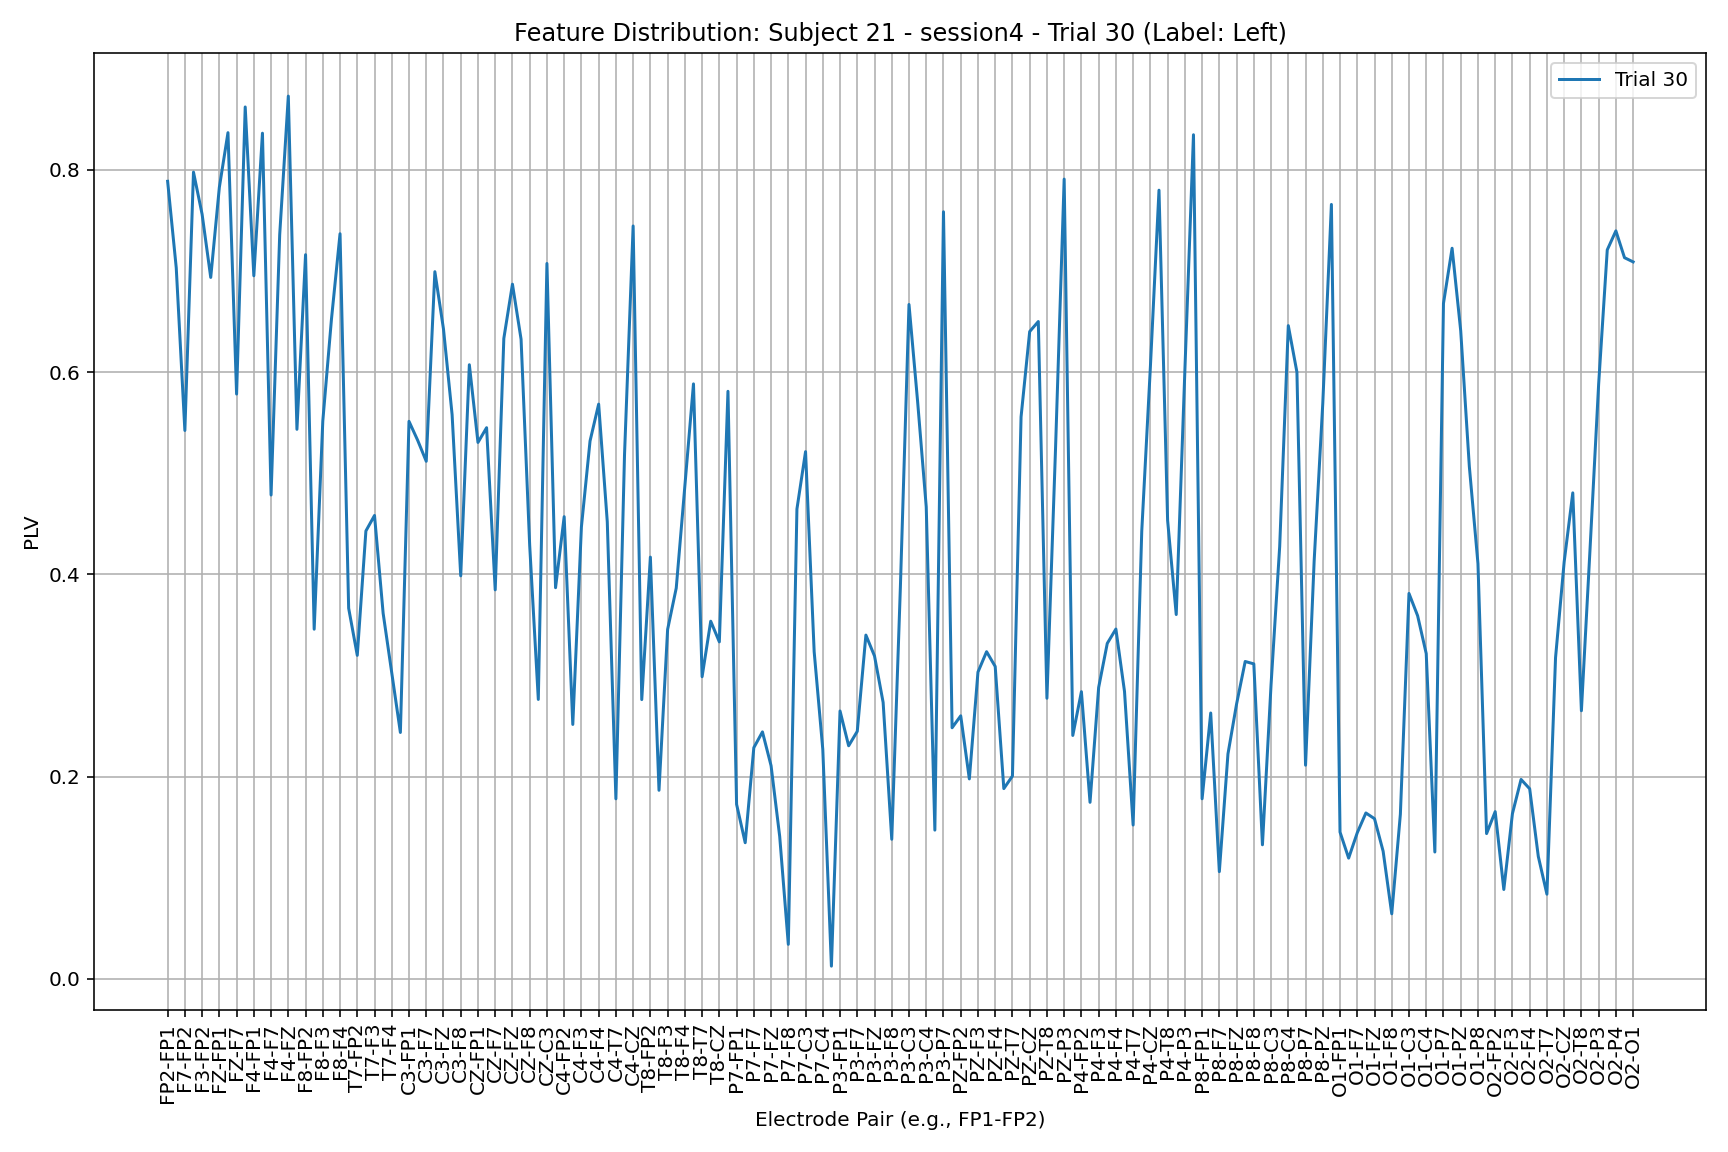 Feature Distribution: Subject 21 - session4 - Trial 30 (Label: Left)
Trial 30
PLV
0.8
0.6
0.4
0.2
0.0
FP2-FP1
F7-FP2
F3-FP2
FZ-FP1
FZ-F7
F4-FP1
F4-F7
F4-FZ
F8-FP2
F8-F3
F8-F4
T7-FP2
T7-F3
T7-F4
C3-FP1
C3-F7
C3-FZ
C3-F8
CZ-FP1
CZ-F7
CZ-FZ
CZ-F8
CZ-C3
C4-FP2
C4-F3
C4-F4
C4-T7
C4-CZ
T8-FP2
T8-F3
T8-F4
T8-T7
T8-CZ
P7-FP1
P7-F7
P7-FZ
P7-F8
P7-C3
P7-C4
P3-FP1
P3-F7
P3-FZ
P3-F8
P3-C3
P3-C4
P3-P7
PZ-FP2
PZ-F3
PZ-F4
PZ-T7
PZ-CZ
PZ-T8
PZ-P3
P4-FP2
P4-F3
P4-F4
P4-T7
P4-CZ
P4-T8
P4-P3
P8-FP1
P8-F7
P8-FZ
P8-F8
P8-C3
P8-C4
P8-P7
P8-PZ
O1-FP1
O1-F7
O1-FZ
O1-F8
O1-C3
O1-C4
O1-P7
O1-PZ
O1-P8
O2-FP2
O2-F3
O2-F4
O2-T7
O2-CZ
O2-T8
O2-P3
O2-P4
O2-O1
Electrode Pair (e.g., FP1-FP2)